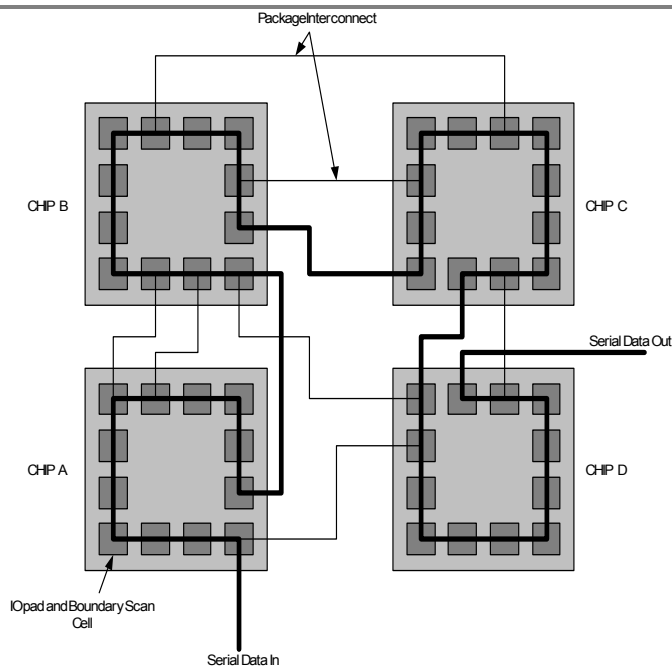 PackageInterconnect
CHIP B
CHIP C
Serial Data Out
CHIP A
CHIP D
IOpad and Boundary Scan
Cell
Serial Data In